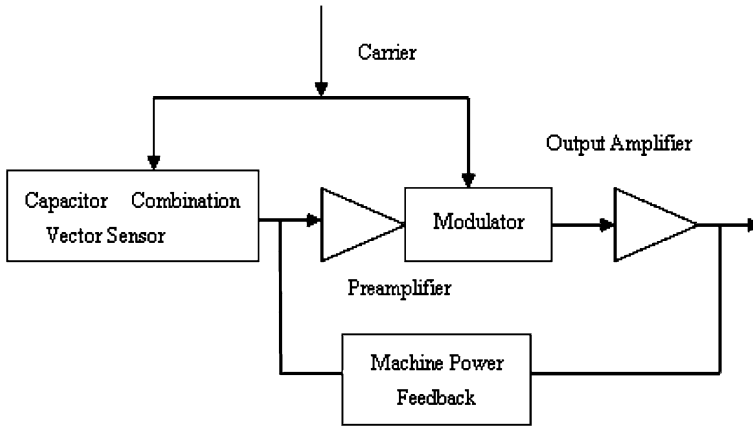 Carrier
Output Amplifier
Capacitor Combination
Vector Sensor
Modulator
Preamplifier
Machine Power
Feedback